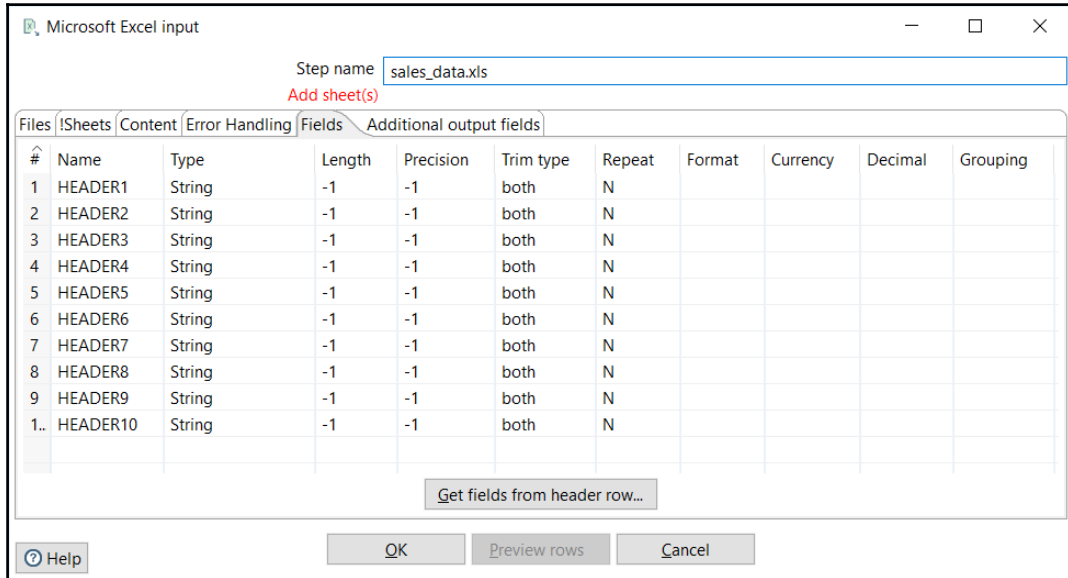 Microsoft Excel input
Step name sales_data.xls
Add sheet(s)
Files !Sheets Content Error Handling Fields Additional output fields
# Name Type Length Precision Trim type Repeat Format Currency Decimal Grouping
1 HEADER1 String -1 -1 both N
2 HEADER2 String -1 -1 both N
3 HEADER3 String -1 -1 both N
4 HEADER4 String -1 -1 both N
5 HEADER5 String -1 -1 both N
6 HEADER6 String -1 -1 both N
7 HEADER7 String -1 -1 both N
8 HEADER8 String -1 -1 both N
9 HEADER9 String -1 -1 both N
1.. HEADER10 String -1 -1 both N
Get fields from header row...
Help OK Preview rows Cancel